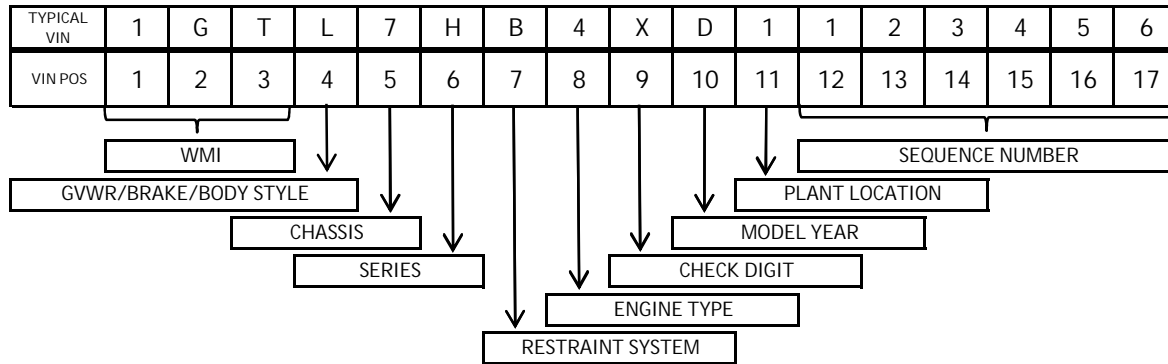 TYPICAL
VIN 1 G T L 7 H B 4 X D 1 1 2 3 4 5 6
VIN POS 1 2 3 4 5 6 7 8 9 10 11 12 13 14 15 16 17
WMI SEQUENCE NUMBER
GVWR/BRAKE/BODY STYLE PLANT LOCATION
CHASSIS MODEL YEAR
SERIES CHECK DIGIT
ENGINE TYPE
RESTRAINT SYSTEM